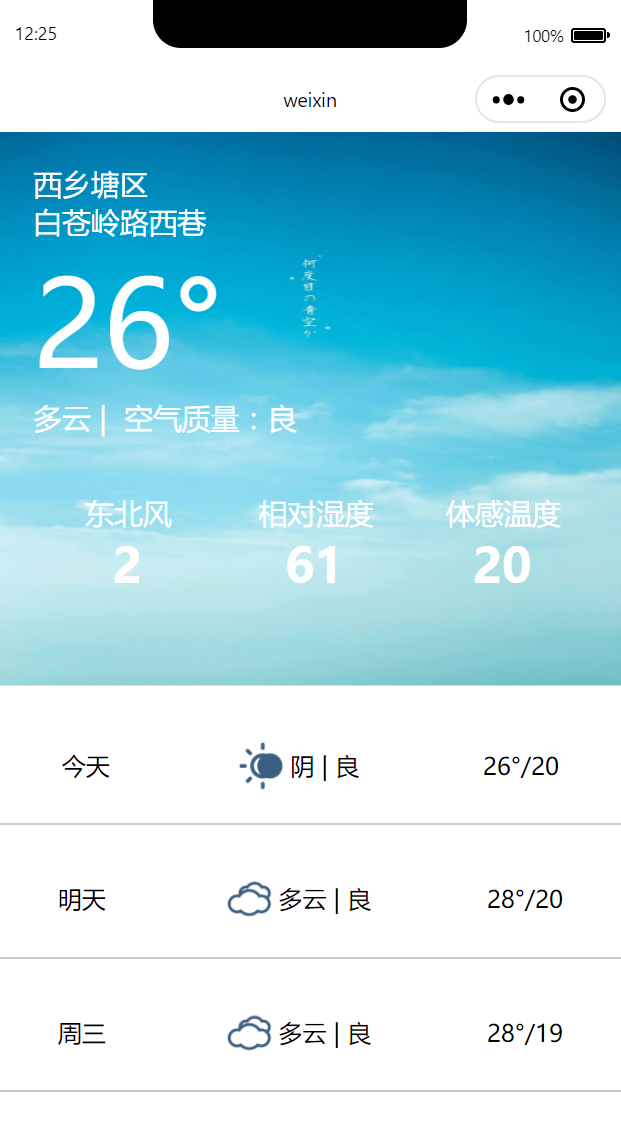 12:25
100%
weixin
西乡塘区
白苍岭路西巷
26°
何度目の青空か
多云 | 空气质量：良
东北风 相对湿度 体感温度
2 61 20
今天 阴 | 良 26°/20
明天 多云 | 良 28°/20
周三 多云 | 良 28°/19